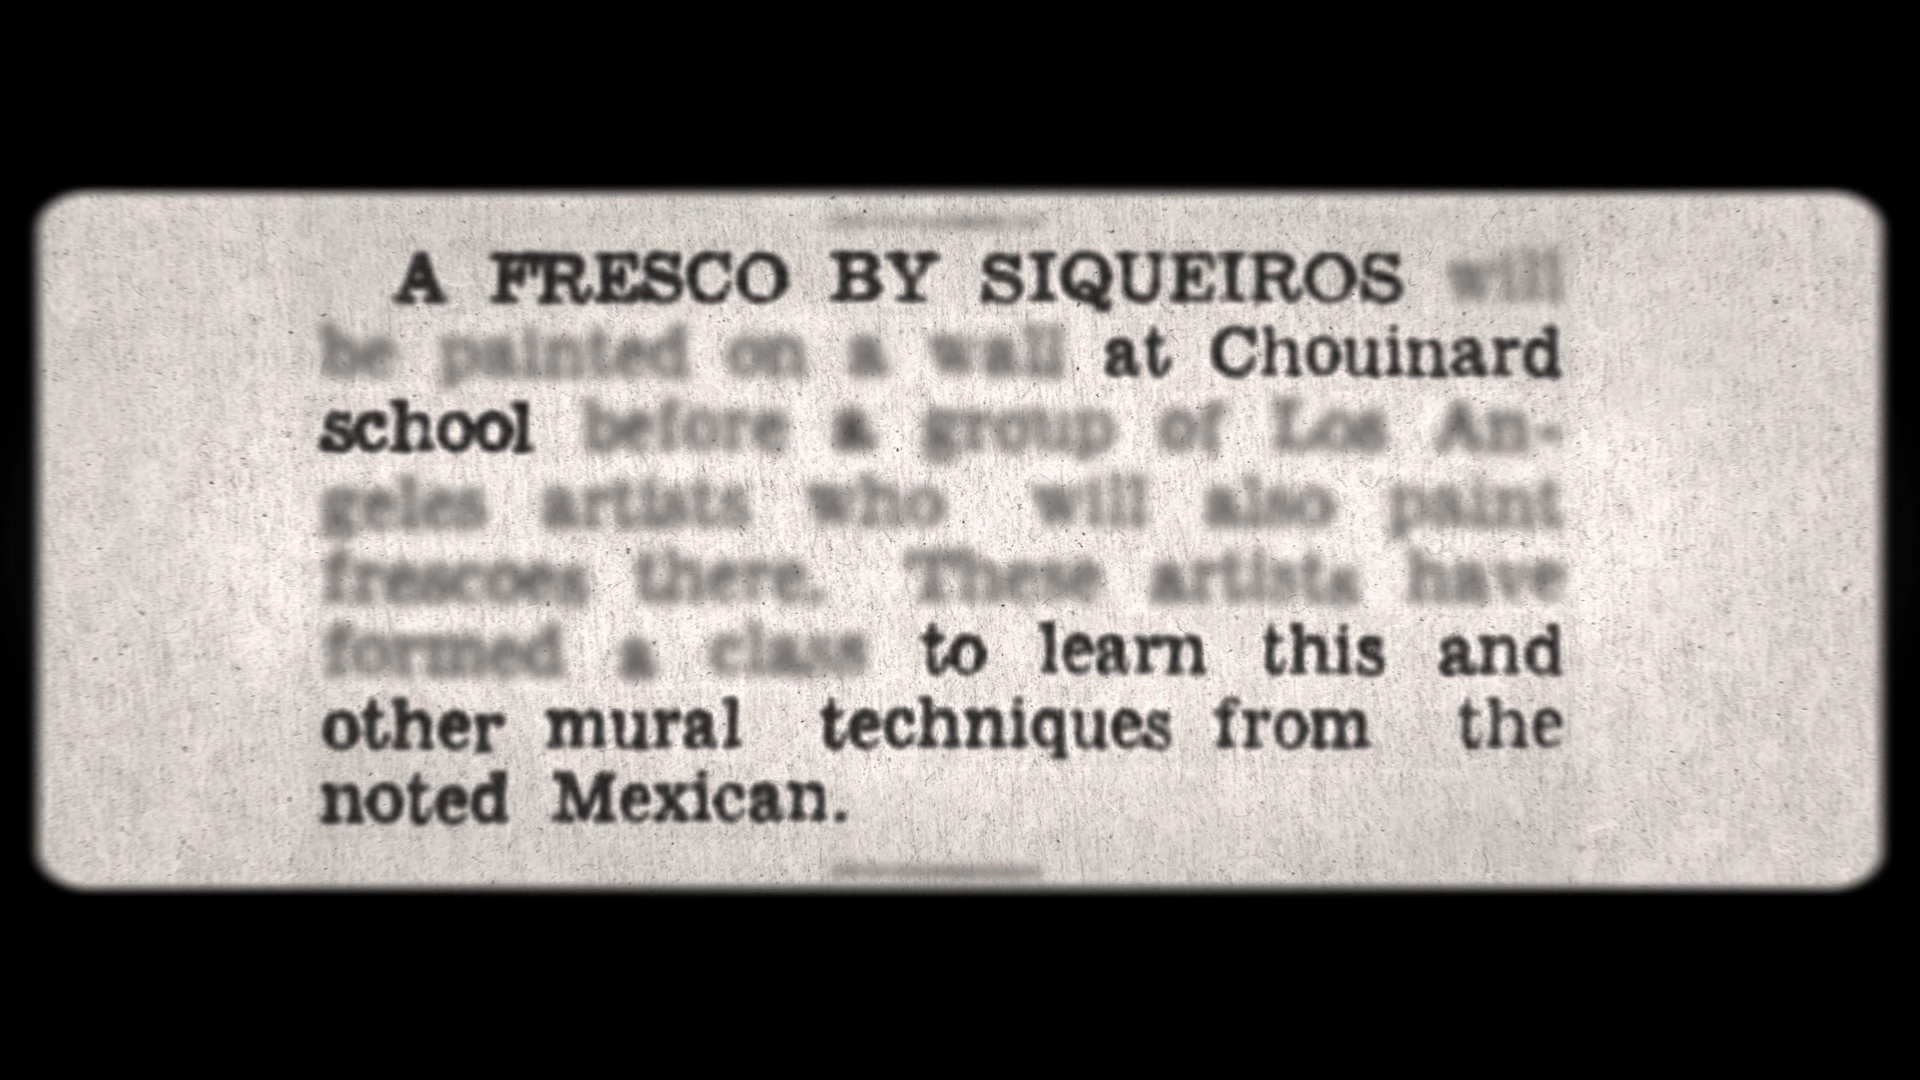 A FRESCO BY SIQUEIROS will
be painted on a wall at Chouinard
school before a group of Los An-
geles artists who will also paint
frescoes there. These artists have
formed a class to learn this and
other mural techniques from the
noted Mexican.